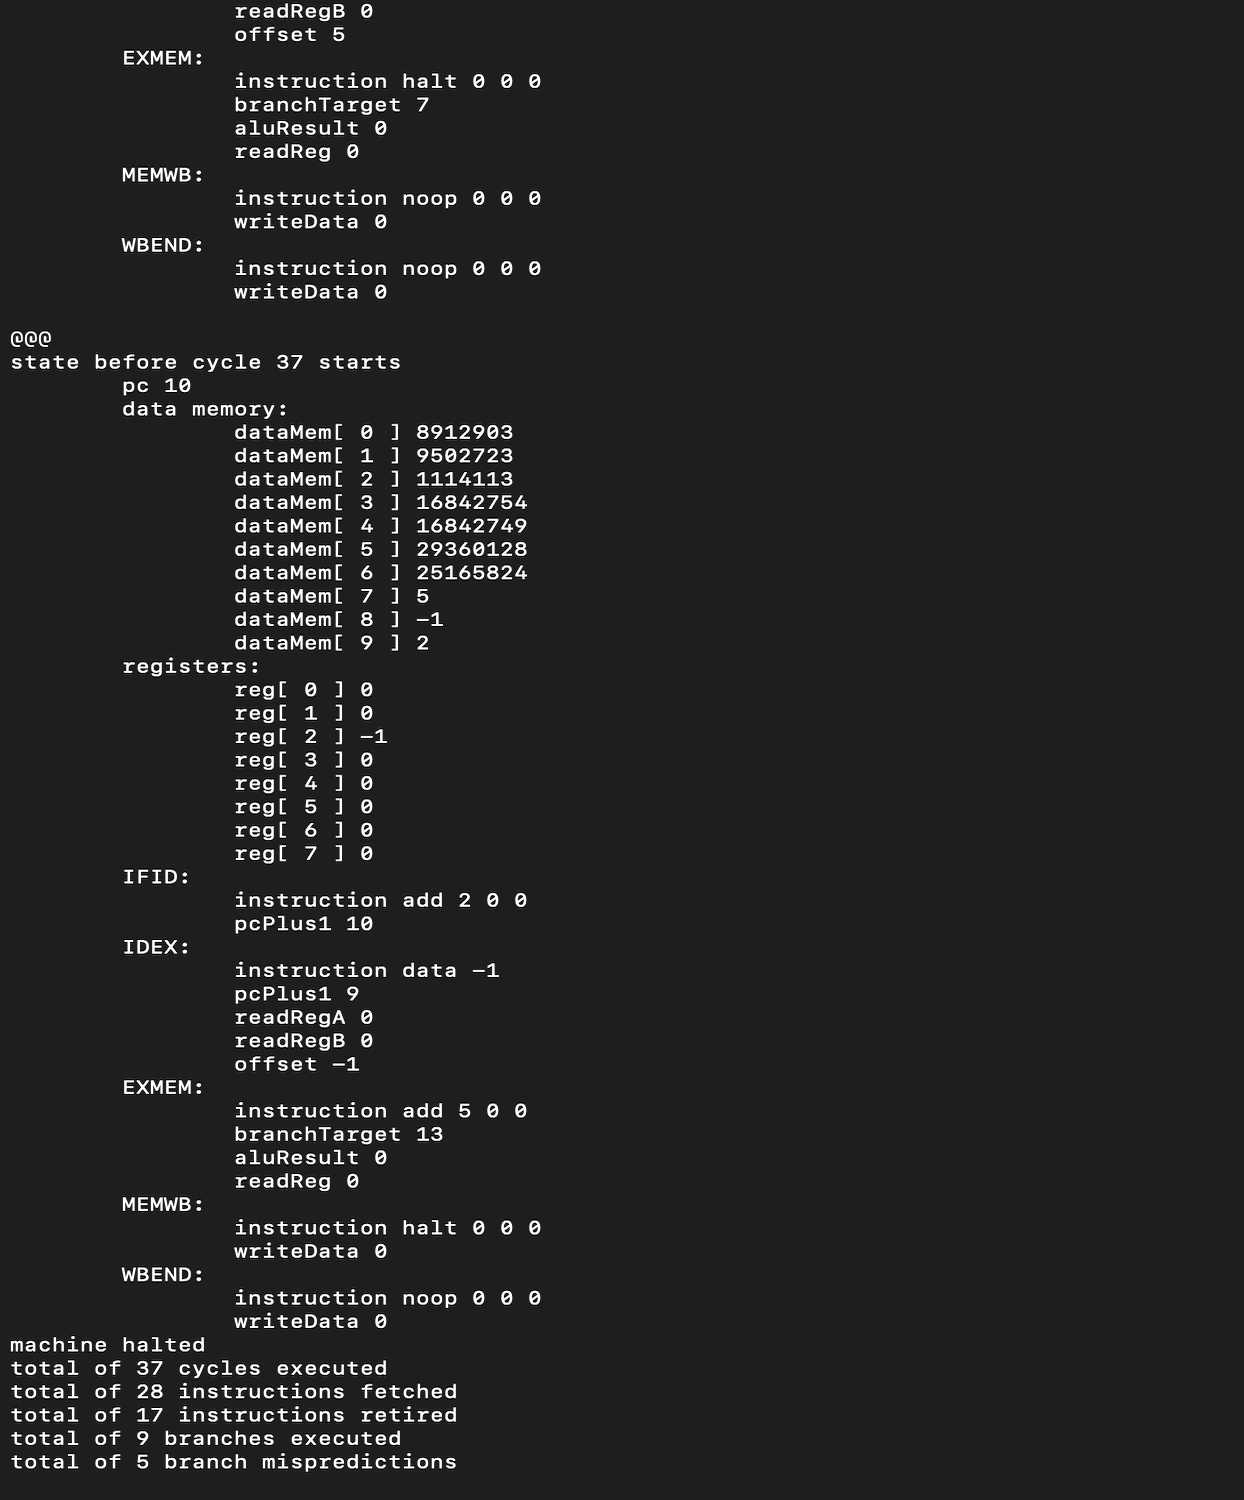 readRegB 0
offset 5
EXMEM:
instruction halt 0 0 0
branchTarget 7
aluResult 0
readReg 0
MEMWB:
instruction noop 0 0 0
writeData 0
WBEND:
instruction noop 0 0 0
writeData 0
@@@
state before cycle 37 starts
pc 10
data memory:
dataMem[ 0 ] 8912903
dataMem[ 1 ] 9502723
dataMem[ 2 ] 1114113
dataMem[ 3 ] 16842754
dataMem[ 4 ] 16842749
dataMem[ 5 ] 29360128
dataMem[ 6 ] 25165824
dataMem[ 7 ] 5
dataMem[ 8 ] −1
dataMem[ 9 ] 2
registers:
reg[ 0 ] 0
reg[ 1 ] 0
reg[ 2 ] −1
reg[ 3 ] 0
reg[ 4 ] 0
reg[ 5 ] 0
reg[ 6 ] 0
reg[ 7 ] 0
IFID:
instruction add 2 0 0
pcPlus1 10
IDEX:
instruction data −1
pcPlus1 9
readRegA 0
readRegB 0
offset −1
EXMEM:
instruction add 5 0 0
branchTarget 13
aluResult 0
readReg 0
MEMWB:
instruction halt 0 0 0
writeData 0
WBEND:
instruction noop 0 0 0
writeData 0
machine halted
total of 37 cycles executed
total of 28 instructions fetched
total of 17 instructions retired
total of 9 branches executed
total of 5 branch mispredictions